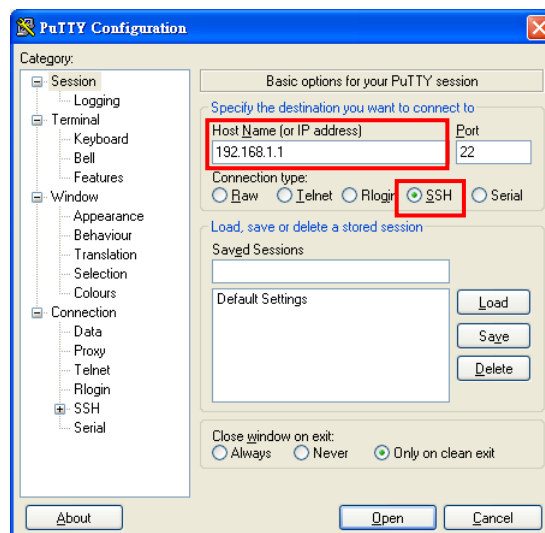 PuTTY Configuration
Category:
Session
Logging
Terminal
Keyboard
Bell
Features
Window
Appearance
Behaviour
Translation
Selection
Colours
Connection
Data
Proxy
Telnet
Rlogin
SSH
Serial
Basic options for your PuTTY session
Specify the destination you want to connect to
Host Name (or IP address) Port
192.168.1.1 22
Connection type:
Raw Telnet Rlogin SSH Serial
Load, save or delete a stored session
Saved Sessions
Default Settings
Load
Save
Delete
Close window on exit:
Always Never Only on clean exit
About Open Cancel